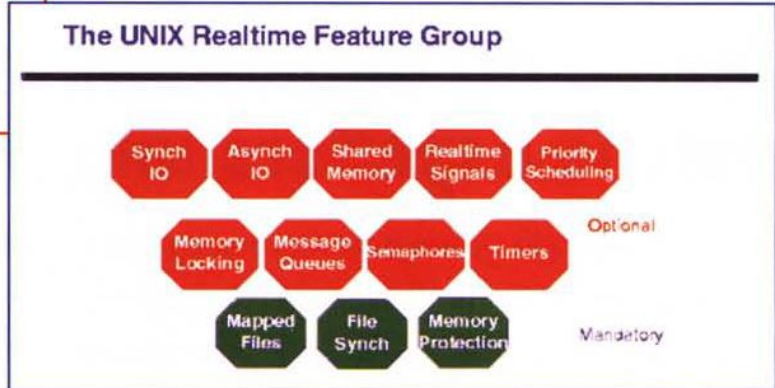 The UNIX Realtime Feature Group
Synch IO
Asynch IO
Shared Memory
Realtime Signals
Priority Scheduling
Memory Locking
Message Queues
Semaphores
Timers
Optional
Mapped Files
File Synch
Memory Protection
Mandatory